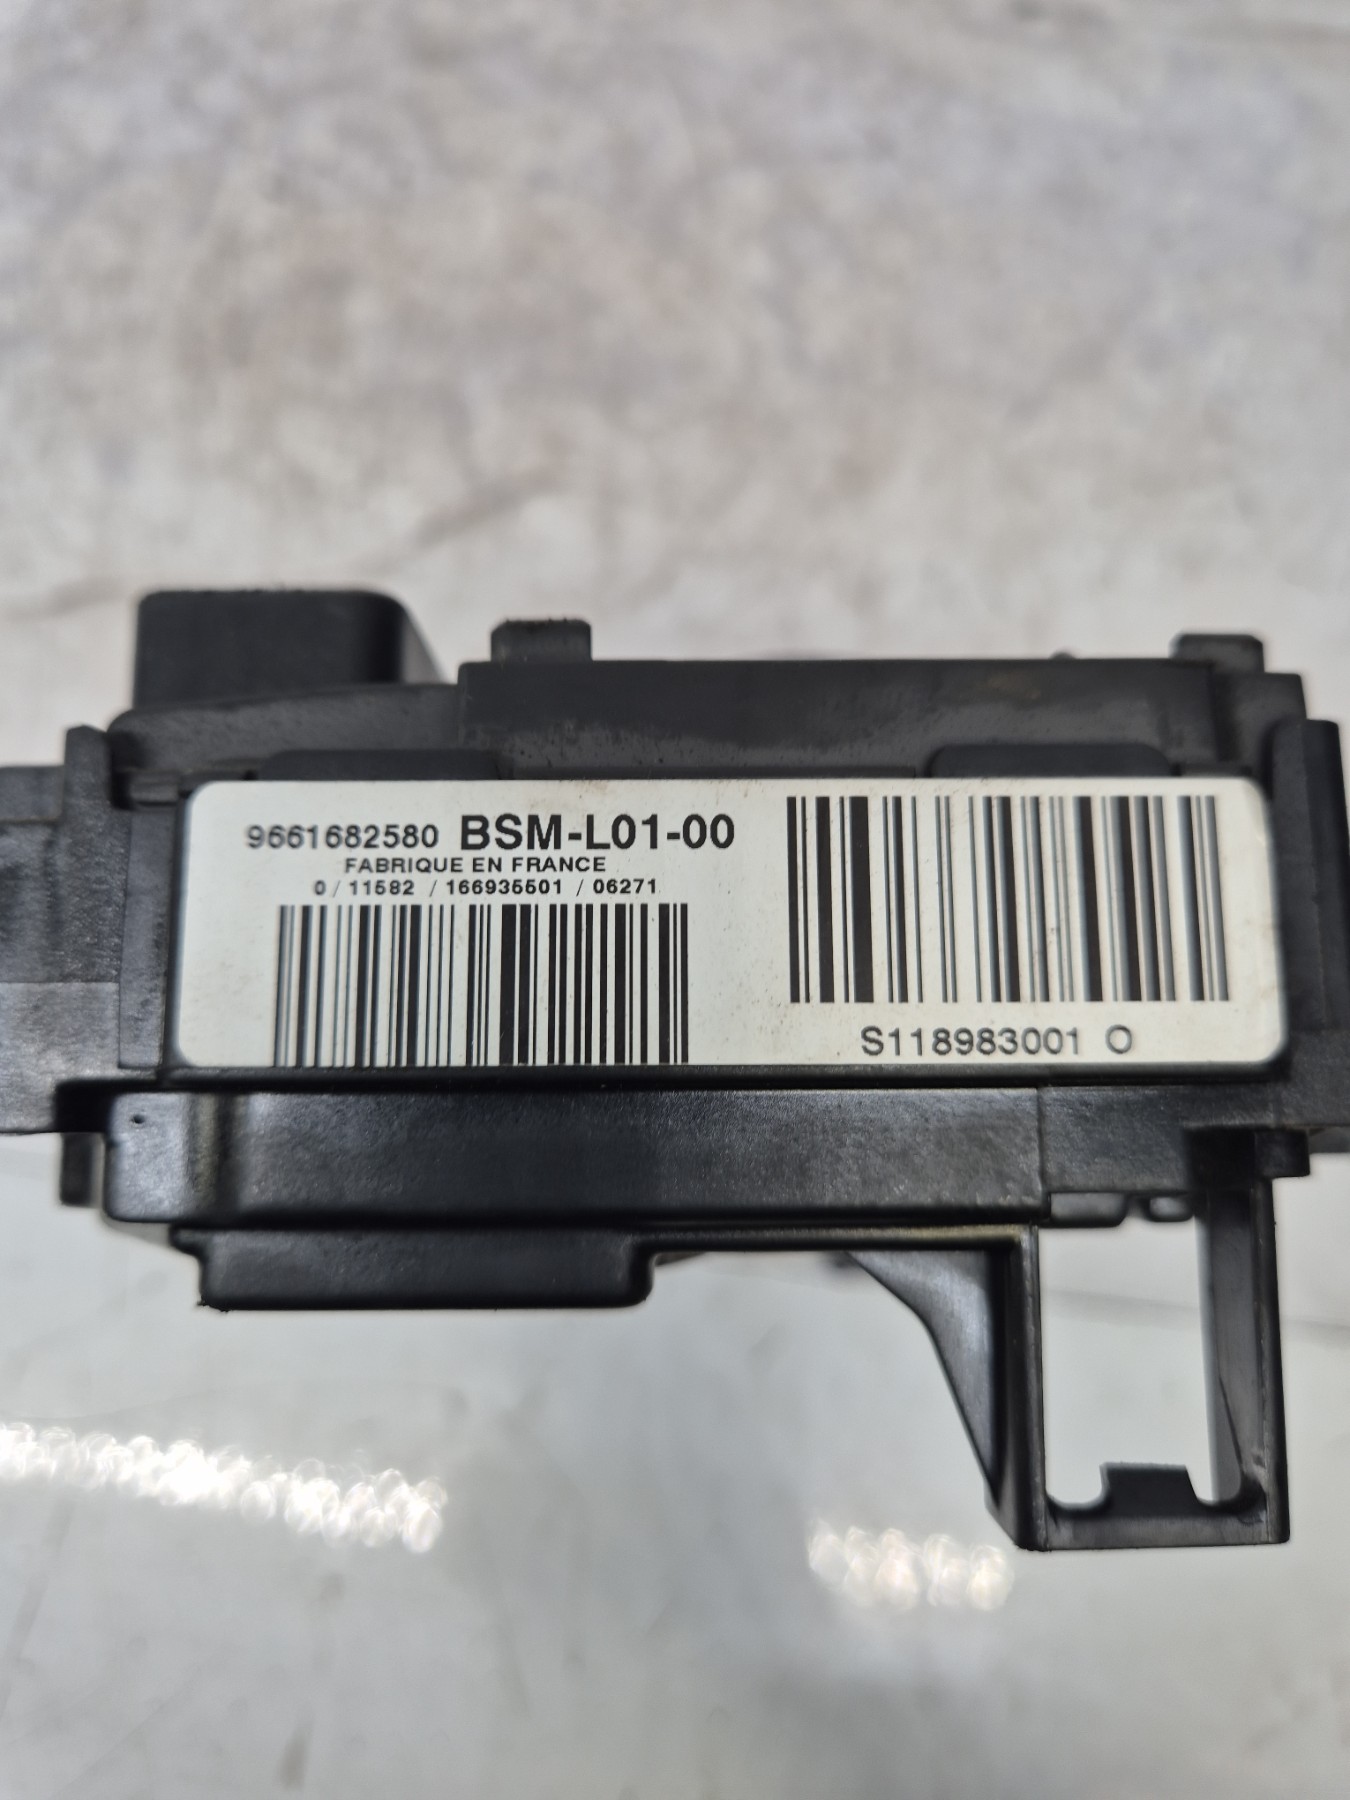 9661682580 BSM-L01-00
FABRIQUE EN FRANCE
0 / 11582 / 166935501 / 06271
S118983001 O